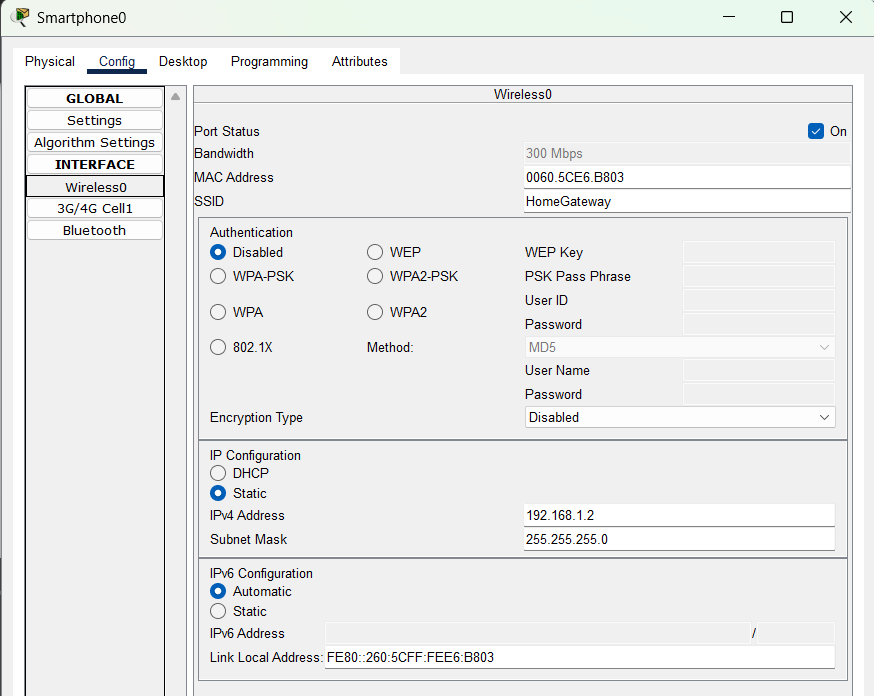 Smartphone0
Physical Config Desktop Programming Attributes
GLOBAL
Settings
Algorithm Settings
INTERFACE
Wireless0
3G/4G Cell1
Bluetooth
Wireless0
Port Status On
Bandwidth 300 Mbps
MAC Address 0060.5CE6.B803
SSID HomeGateway
Authentication
Disabled WEP WEP Key
WPA-PSK WPA2-PSK PSK Pass Phrase
User ID
WPA WPA2
Password
802.1X Method: MD5
User Name
Password
Encryption Type Disabled
IP Configuration
DHCP
Static
IPv4 Address 192.168.1.2
Subnet Mask 255.255.255.0
IPv6 Configuration
Automatic
Static
IPv6 Address /
Link Local Address: FE80::260:5CFF:FEE6:B803